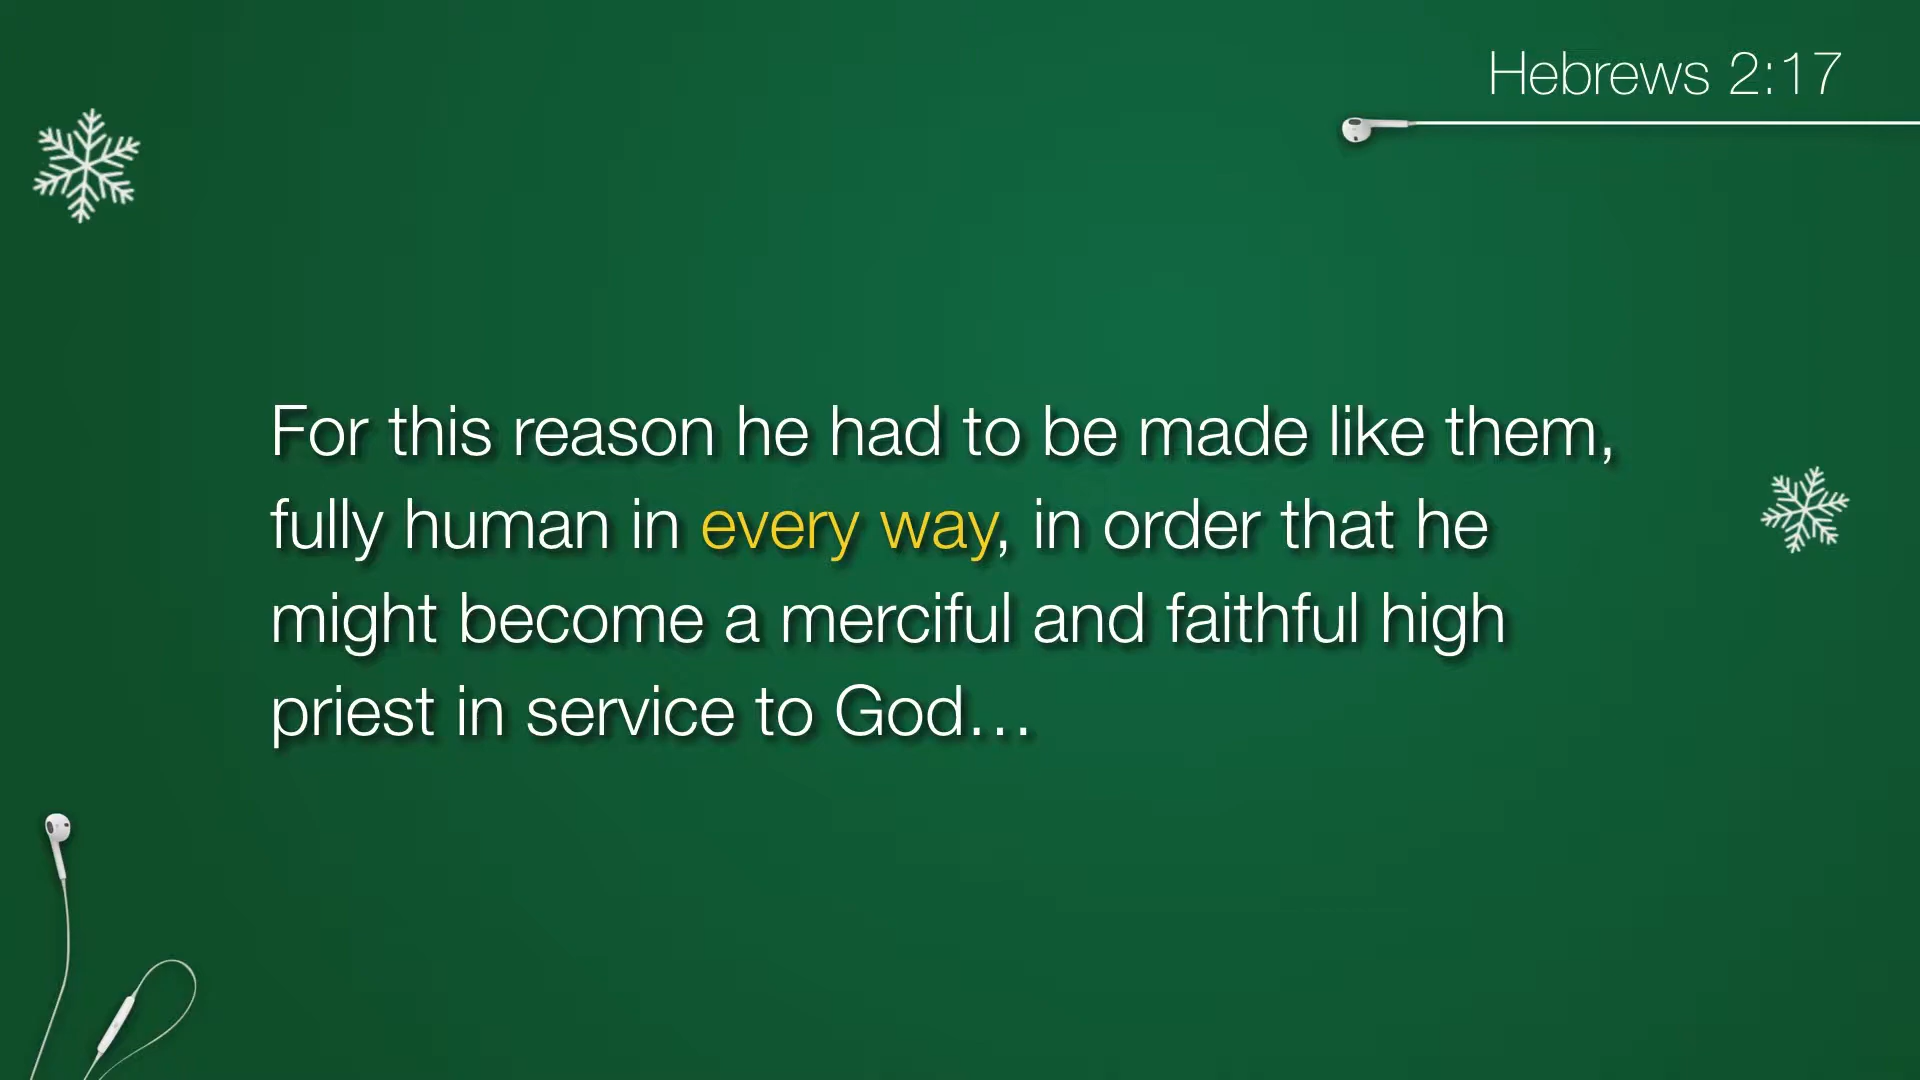 Hebrews 2:17
For this reason he had to be made like them,
fully human in every way, in order that he
might become a merciful and faithful high
priest in service to God…